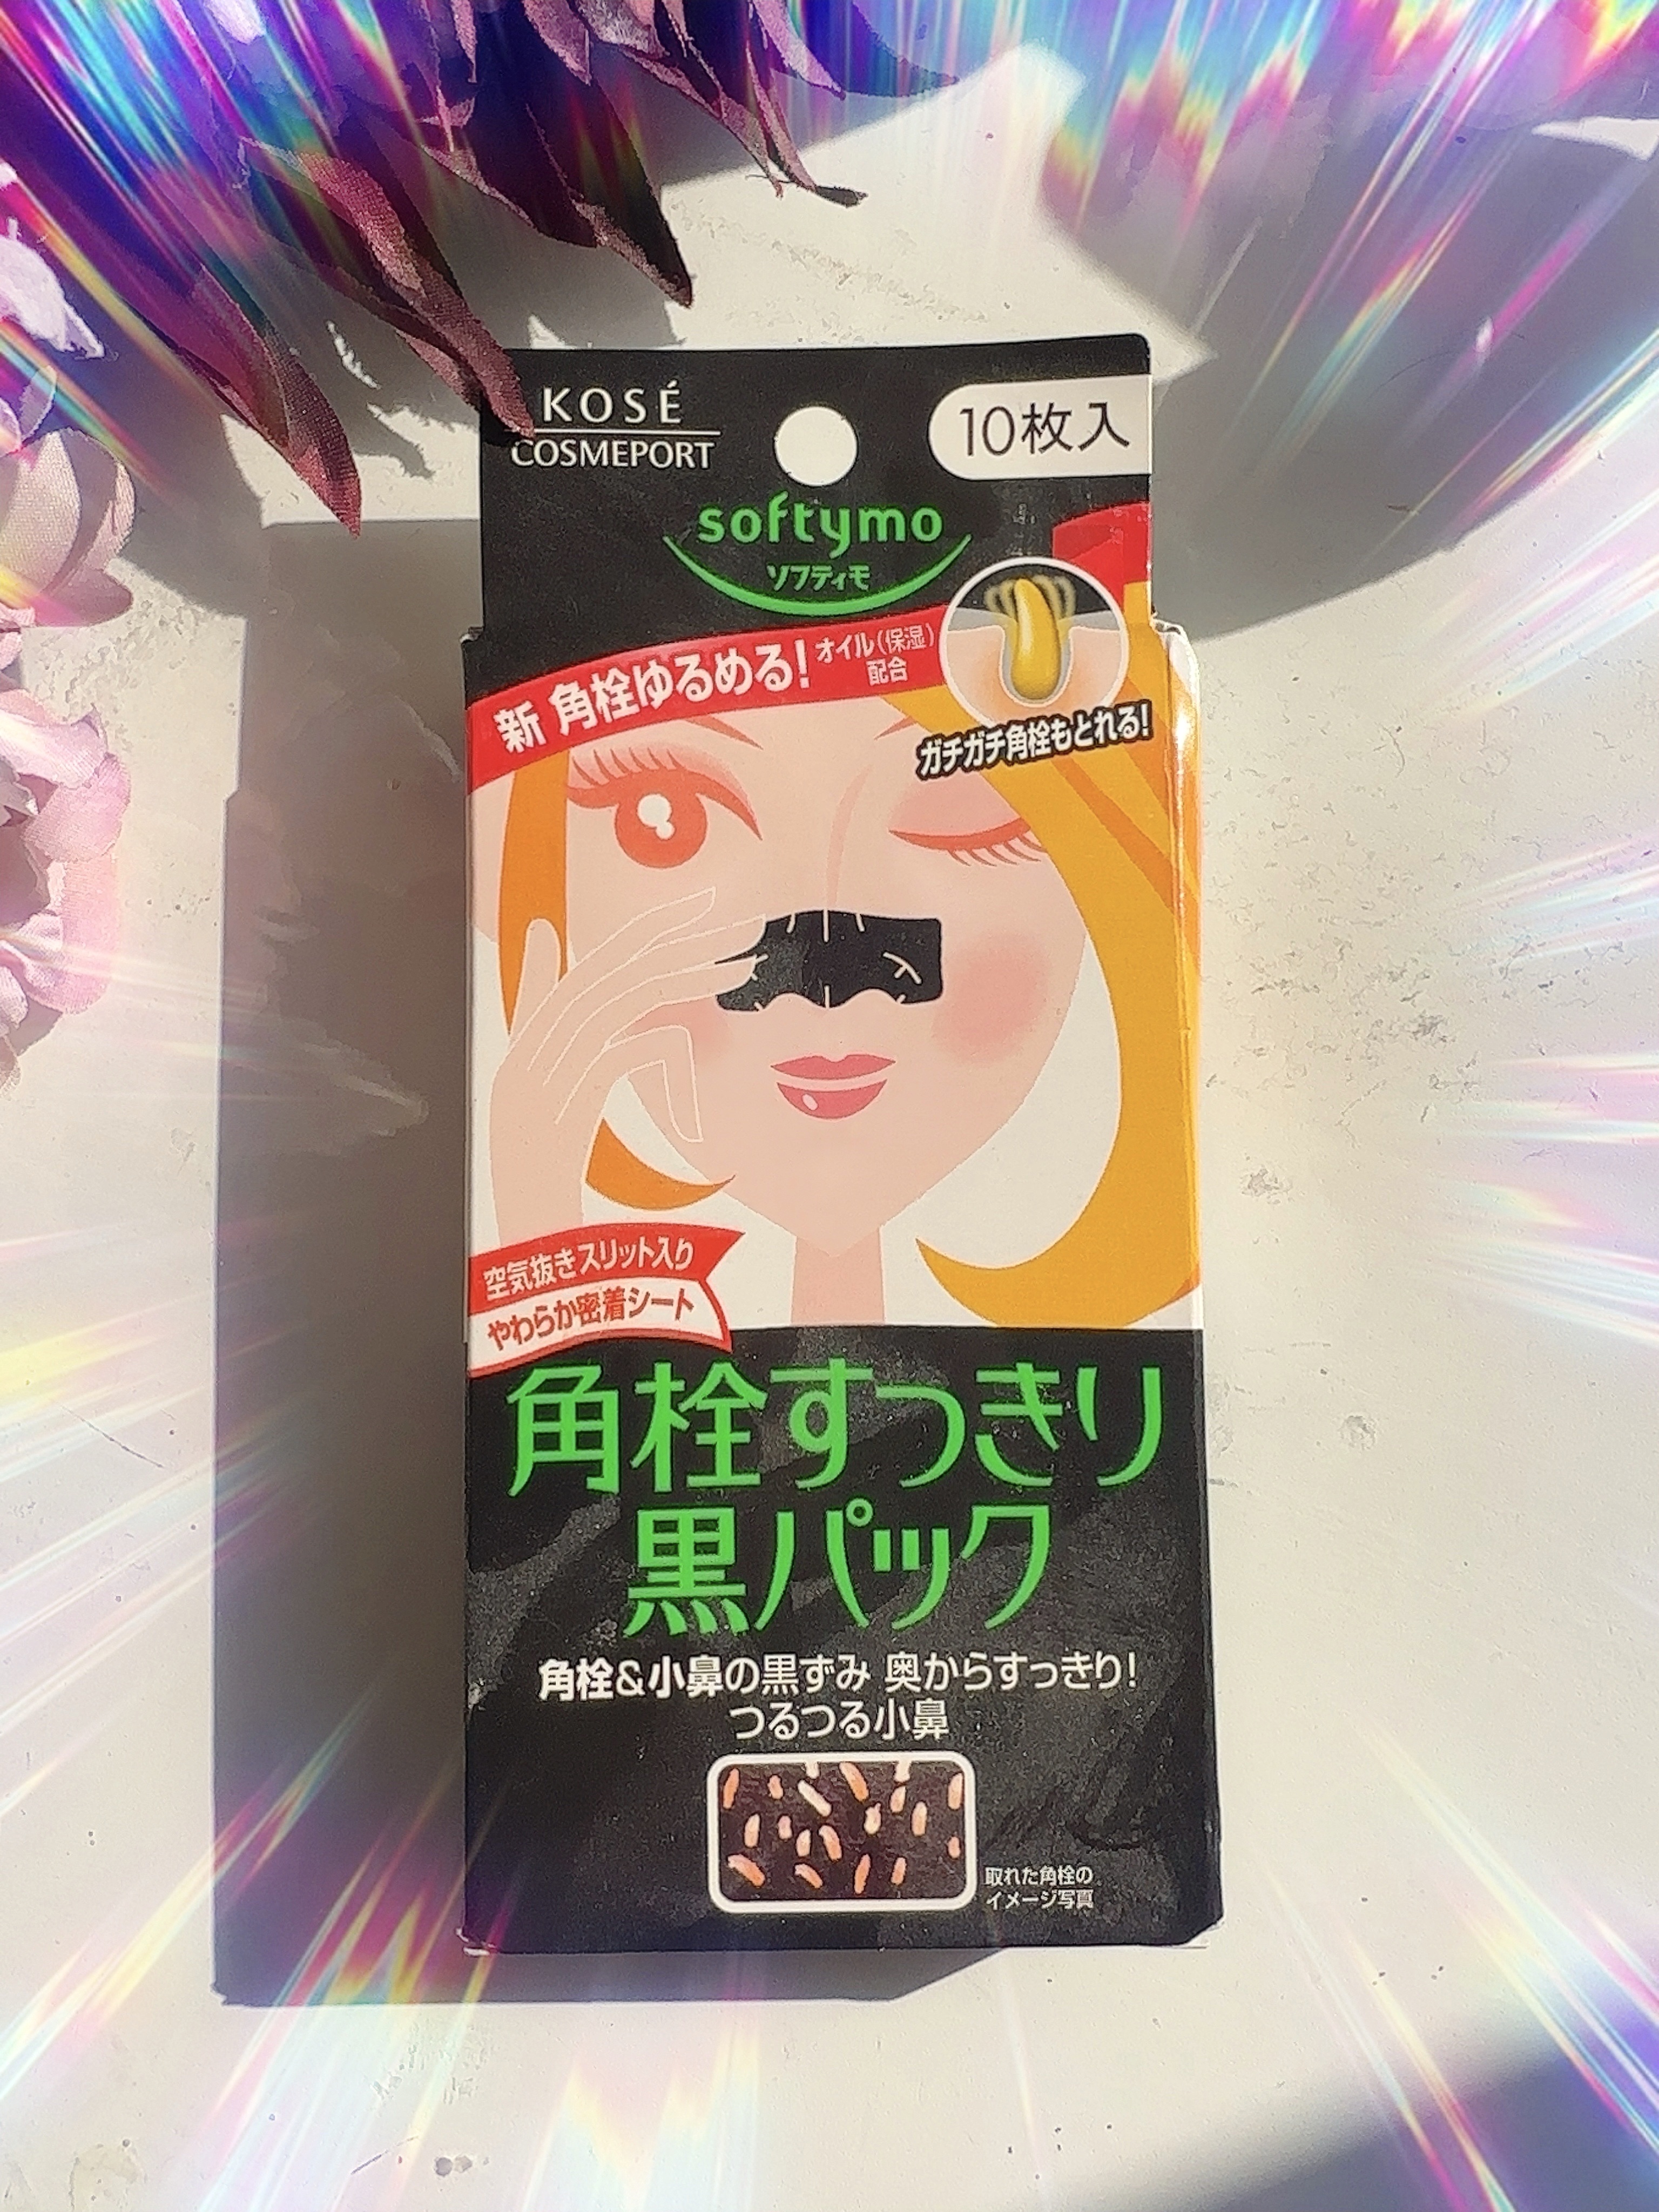 KOSÉ
COSMEPORT
10枚入
softymo
ソフティモ
新 角栓ゆるめる! オイル(保湿)
配合
ガチガチ角栓もとれる!
空気抜きスリット入り
やわらか密着シート
角栓すっきり
黒パック
角栓&小鼻の黒ずみ 奥からすっきり!
つるつる小鼻
取れた角栓の
イメージ写真